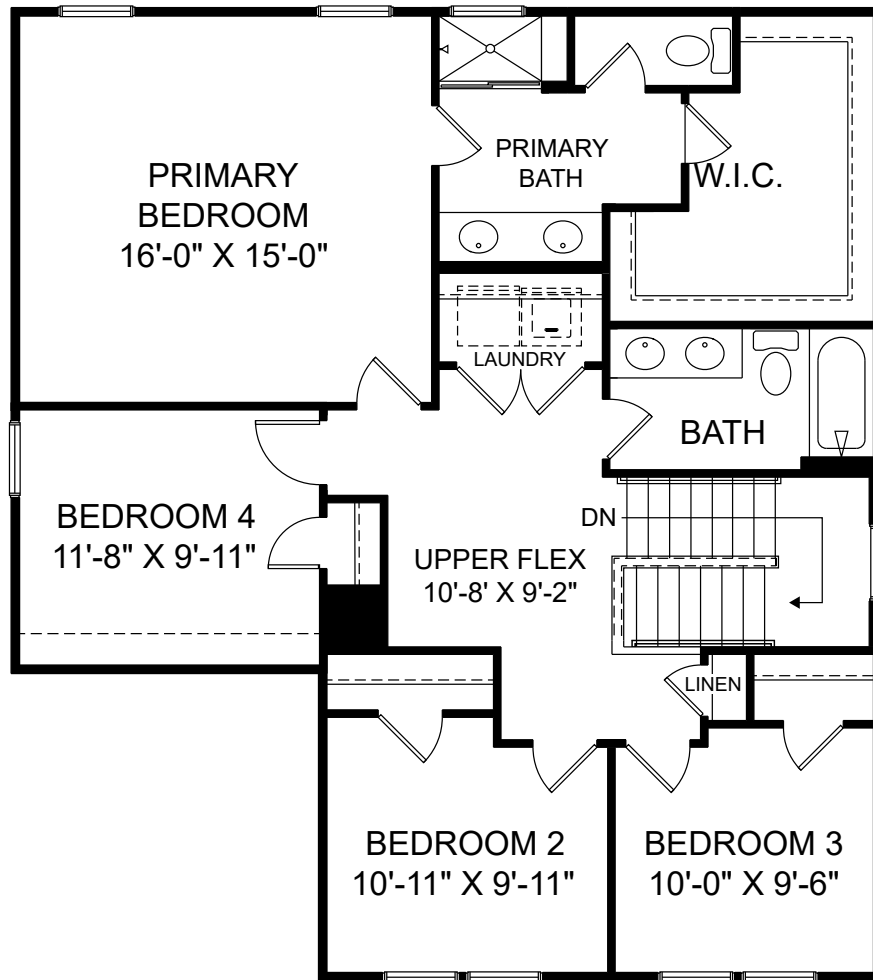 PRIMARY
BEDROOM
16'-0" X 15'-0"
PRIMARY
BATH
W.I.C.
LAUNDRY
BATH
BEDROOM 4
11'-8" X 9'-11"
DN
UPPER FLEX
10'-8' X 9'-2"
LINEN
BEDROOM 2
10'-11" X 9'-11"
BEDROOM 3
10'-0" X 9'-6"